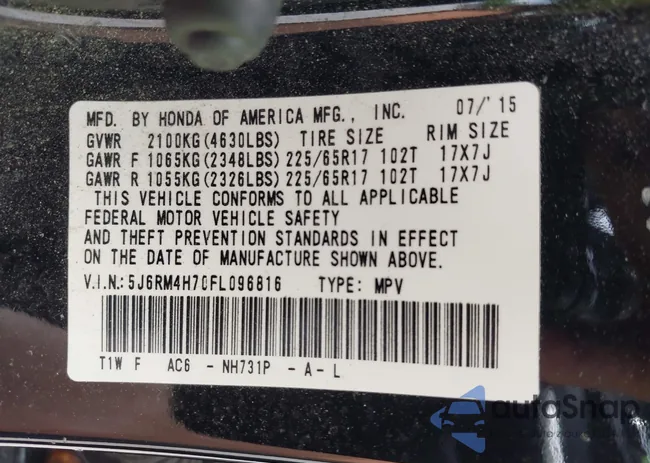 MFD. BY HONDA OF AMERICA MFG., INC. 07/'15
GVWR 2100KG(4630LBS) TIRE SIZE RIM SIZE
GAWR F 1065KG(2348LBS) 225/65R17 102T 17X7J
GAWR R 1055KG(2326LBS) 225/65R17 102T 17X7J
THIS VEHICLE CONFORMS TO ALL APPLICABLE
FEDERAL MOTOR VEHICLE SAFETY
AND THEFT PREVENTION STANDARDS IN EFFECT
ON THE DATE OF MANUFACTURE SHOWN ABOVE.
V.I.N.:5J6RM4H70FL096816 TYPE: MPV
T1W F AC6 - NH731P - A - L
autoSnap